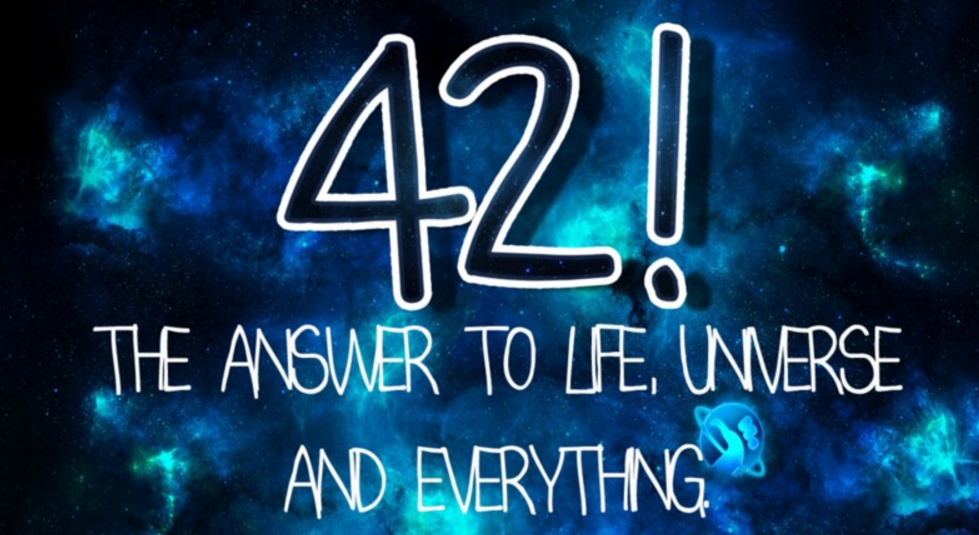 42!
THE ANSWER TO LIFE, UNIVERSE
AND EVERYTHING.